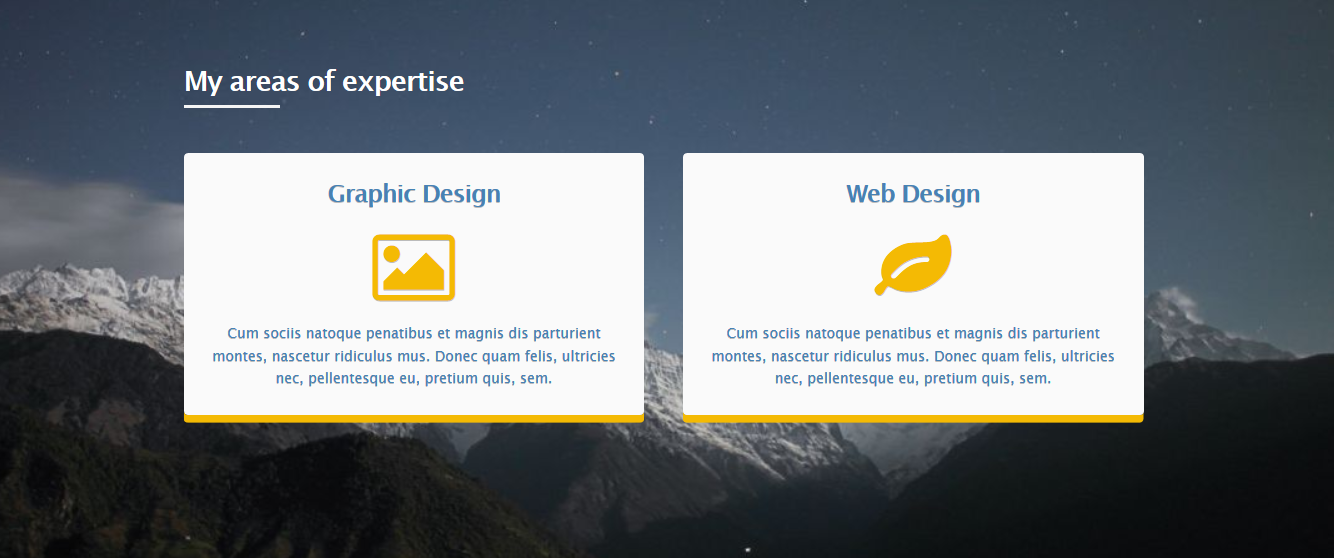 My areas of expertise
Graphic Design
Cum sociis natoque penatibus et magnis dis parturient
montes, nascetur ridiculus mus. Donec quam felis, ultricies
nec, pellentesque eu, pretium quis, sem.
Web Design
Cum sociis natoque penatibus et magnis dis parturient
montes, nascetur ridiculus mus. Donec quam felis, ultricies
nec, pellentesque eu, pretium quis, sem.